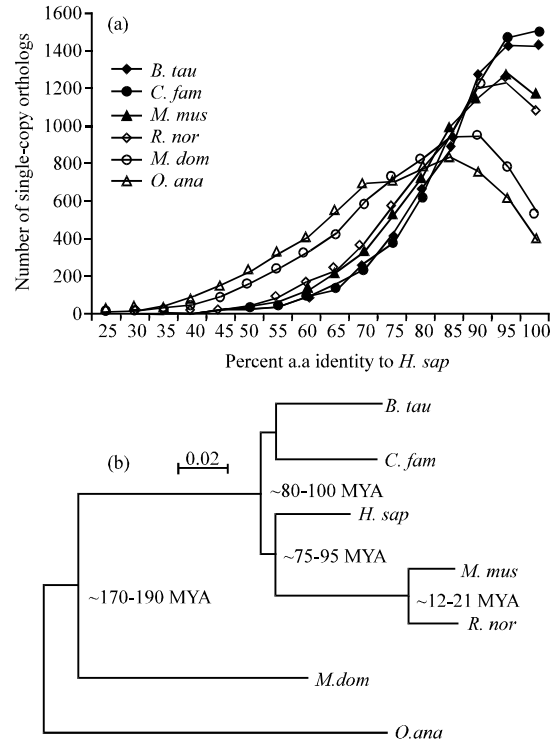 (a)
1600
1400
1200
1000
800
600
400
200
0
Number of single-copy orthologs
B. tau
C. fam
M. mus
R. nor
M. dom
O. ana
25 30 35 40 45 50 55 60 65 70 75 80 85 90 95 100
Percent a.a identity to H. sap
(b)
0.02
B. tau
C. fam
~80-100 MYA
H. sap
~75-95 MYA
M. mus
~12-21 MYA
R. nor
~170-190 MYA
M.dom
O.ana